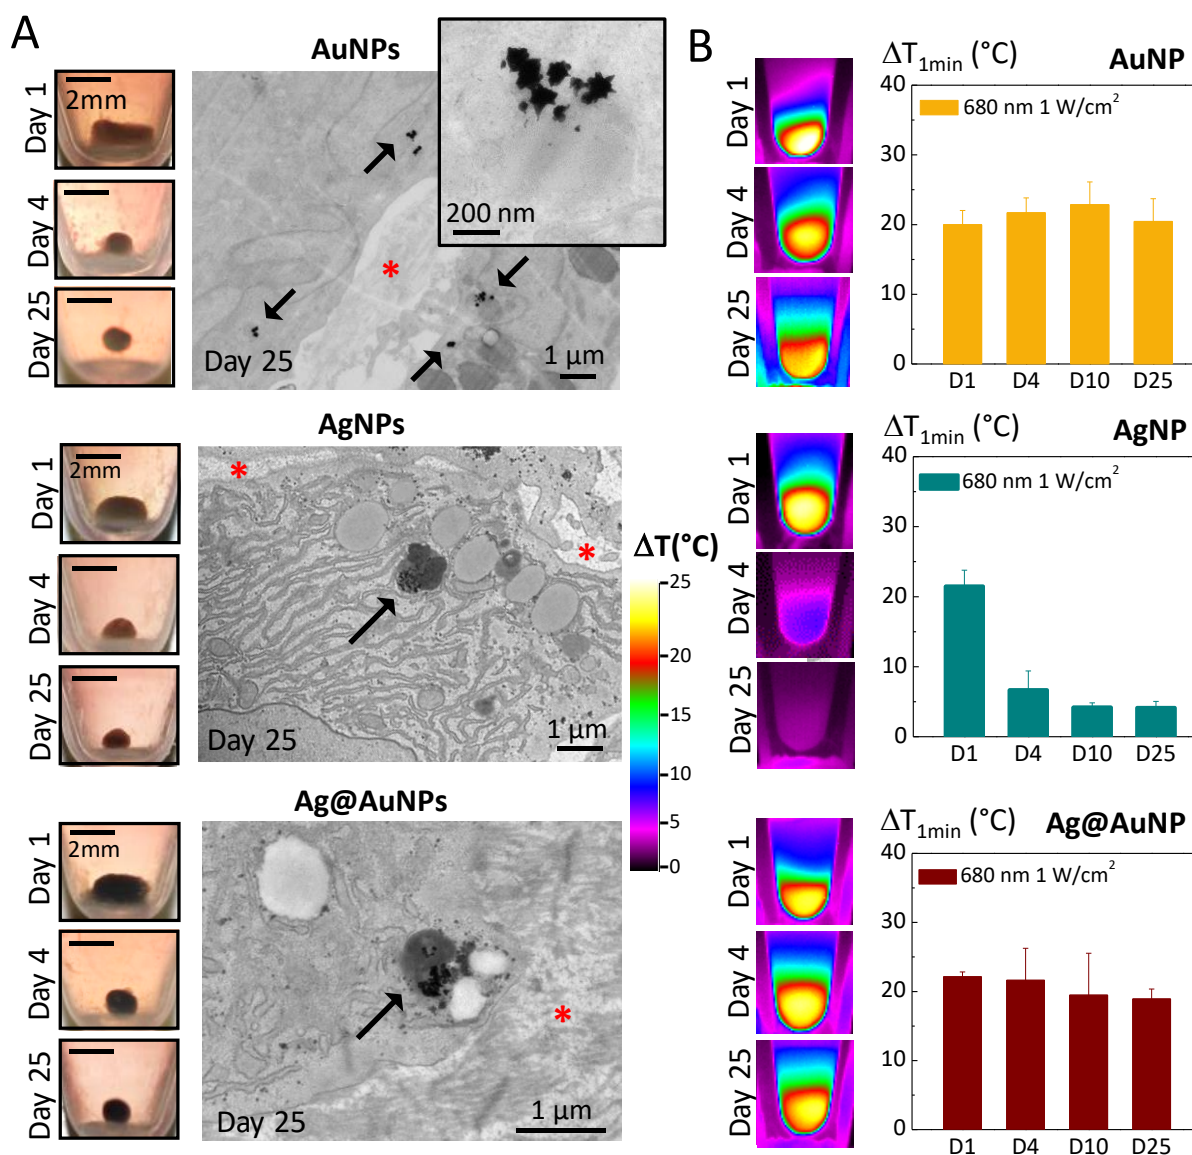 A
AuNPs
Day 1
2mm
Day 4
Day 25
200 nm
*
Day 25
1 µm
AgNPs
Day 1
2mm
Day 4
Day 25
*
*
Day 25
1 µm
Ag@AuNPs
Day 1
2mm
Day 4
Day 25
*
Day 25
1 µm
ΔT(°C)
25
20
15
10
5
0
B
Day 1
Day 4
Day 25
ΔT1min (°C)
AuNP
680 nm 1 W/cm²
40
30
20
10
0
D1 D4 D10 D25
Day 1
Day 4
Day 25
ΔT1min (°C)
AgNP
680 nm 1 W/cm²
40
30
20
10
0
D1 D4 D10 D25
Day 1
Day 4
Day 25
ΔT1min (°C)
Ag@AuNP
680 nm 1 W/cm²
40
30
20
10
0
D1 D4 D10 D25